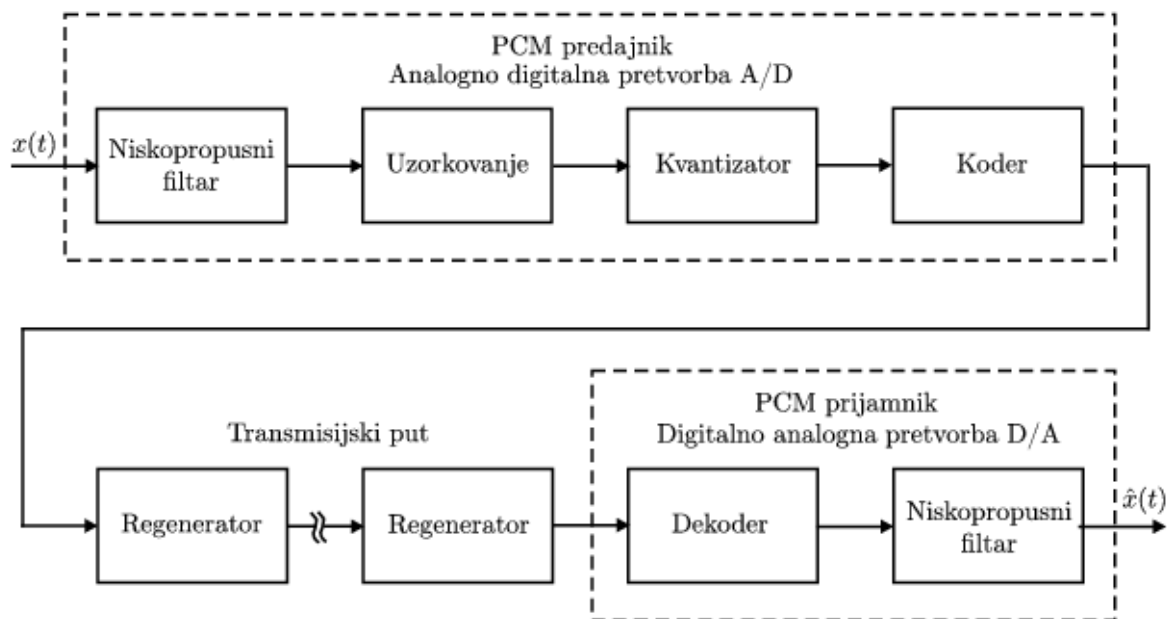 PCM predajnik
Analogno digitalna pretvorba A/D
x(t)
Niskopropusni
filtar
Uzorkovanje
Kvantizator
Koder
Transmisijski put
Regenerator
Regenerator
PCM prijamnik
Digitalno analogna pretvorba D/A
Dekoder
Niskopropusni
filtar
x̂(t)